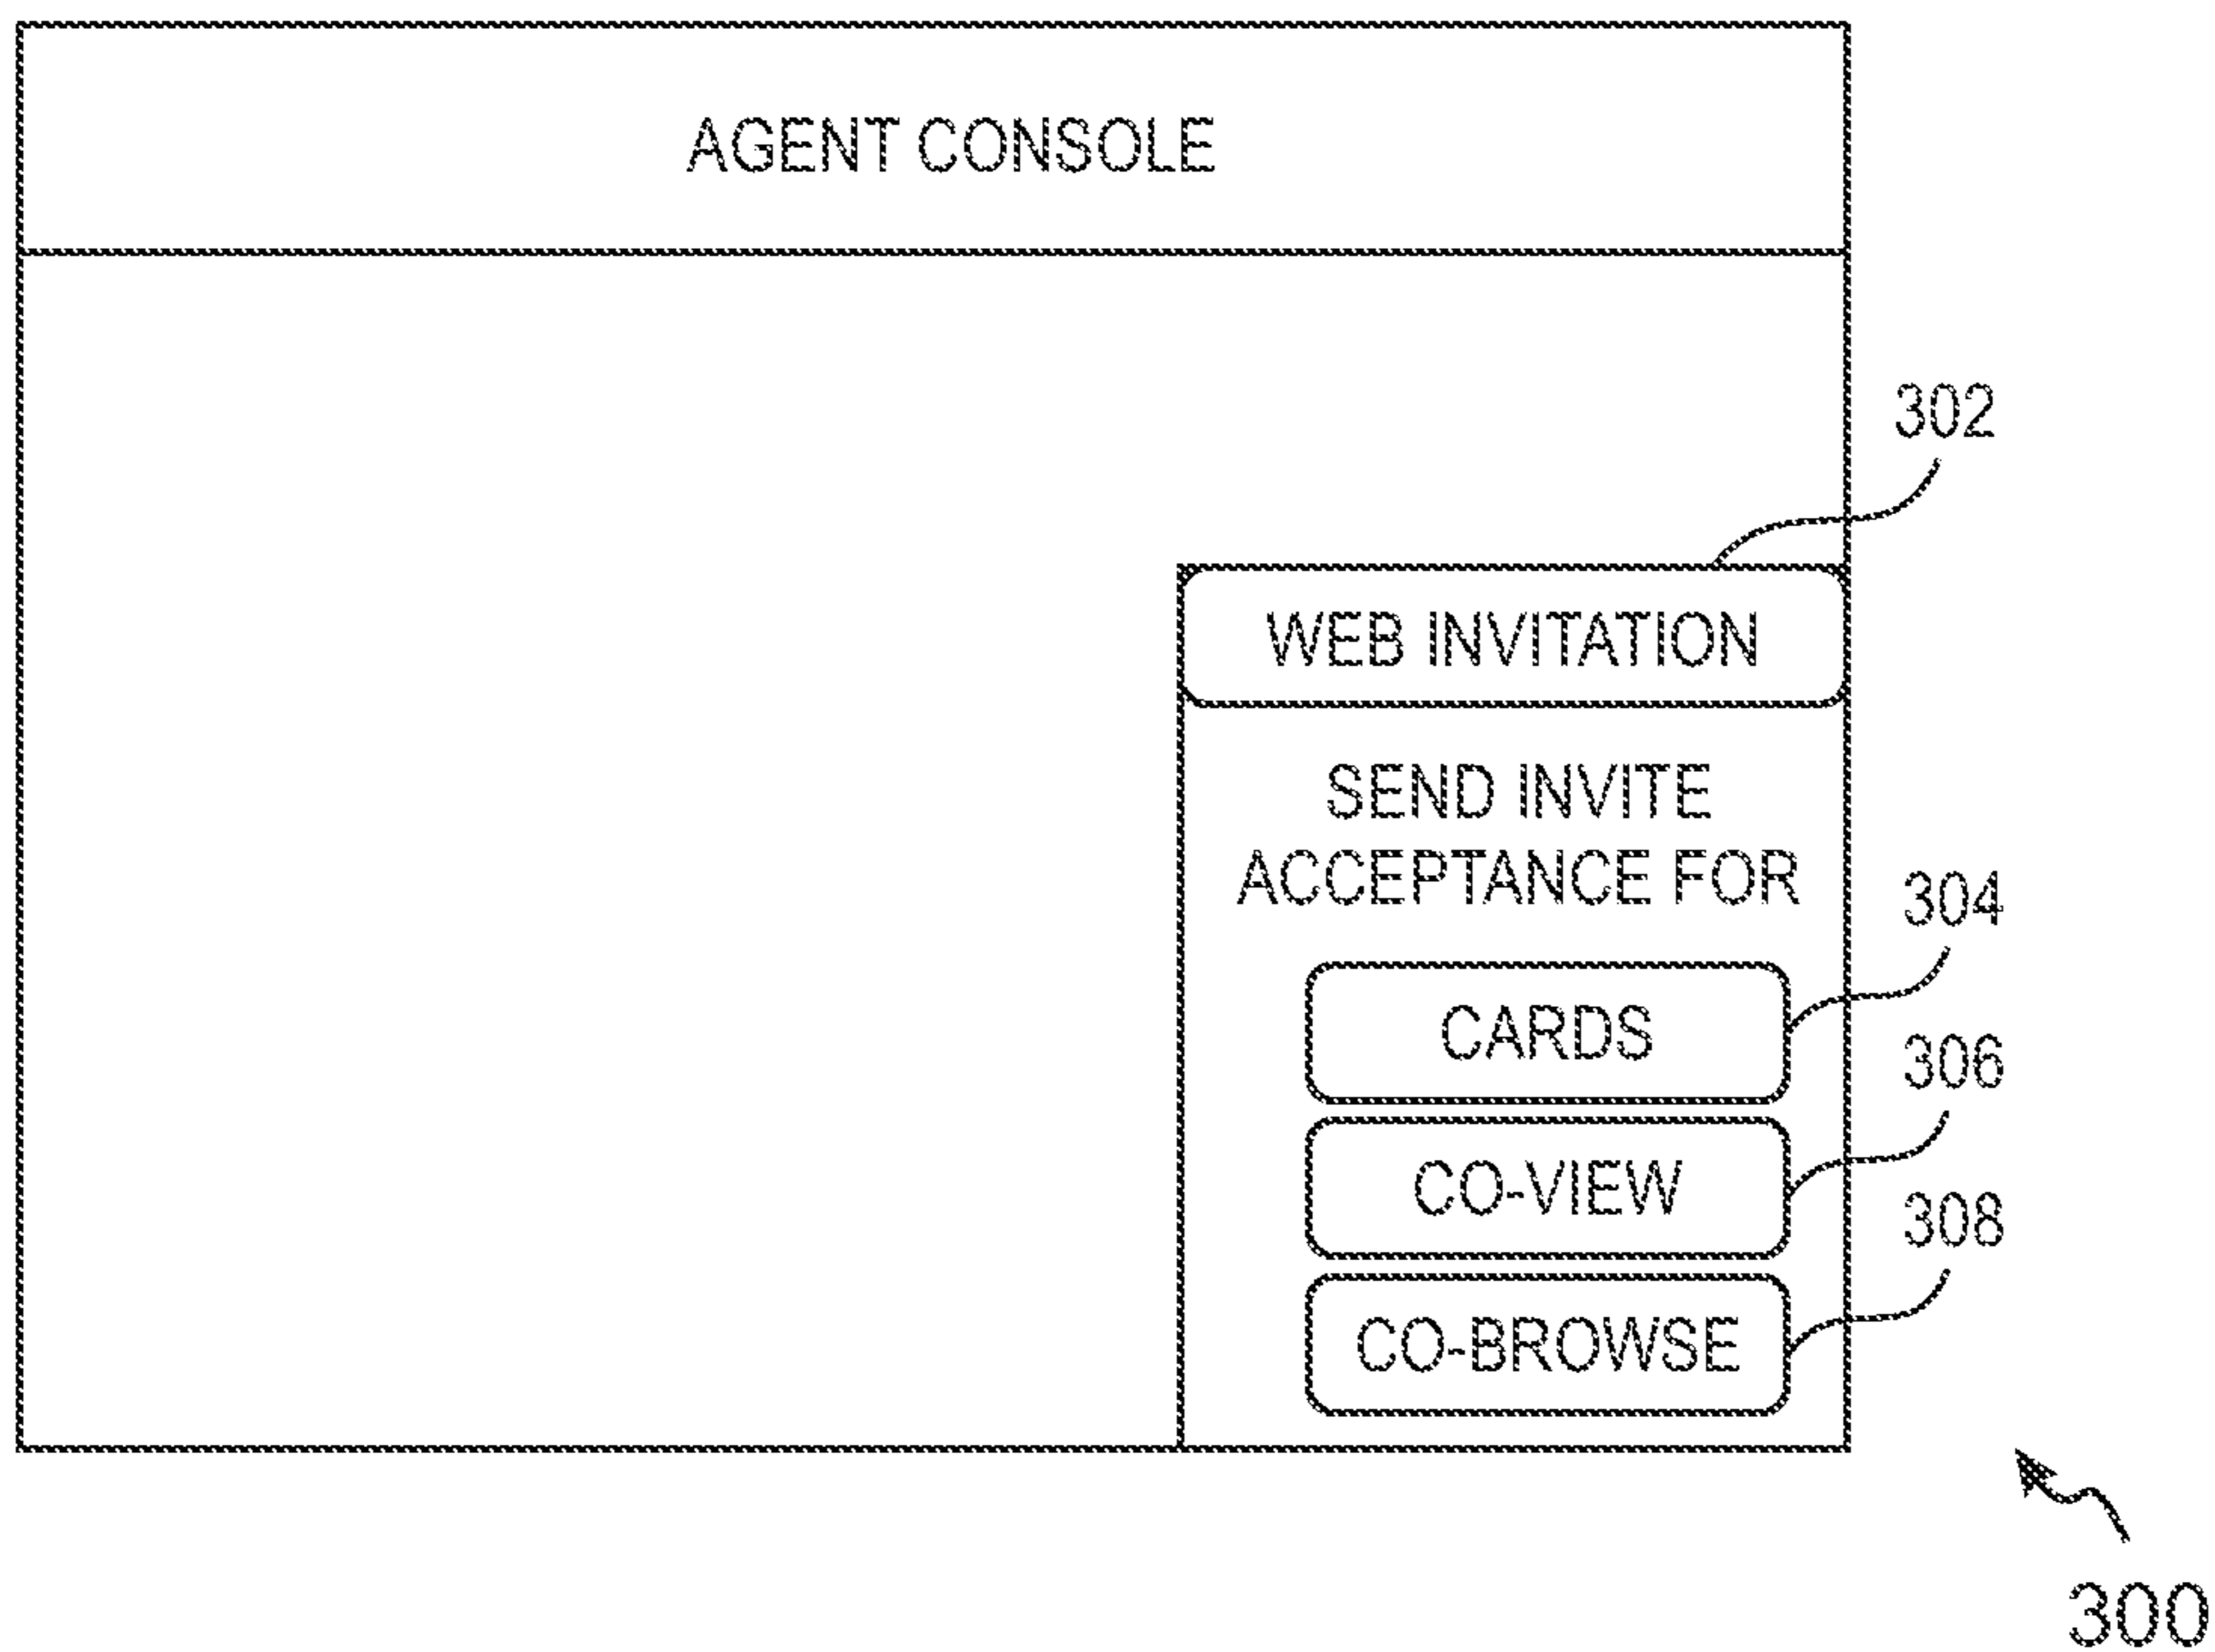 AGENT CONSOLE
302
WEB INVITATION
SEND INVITE
ACCEPTANCE FOR
304
CARDS
306
CO-VIEW
308
CO-BROWSE
300